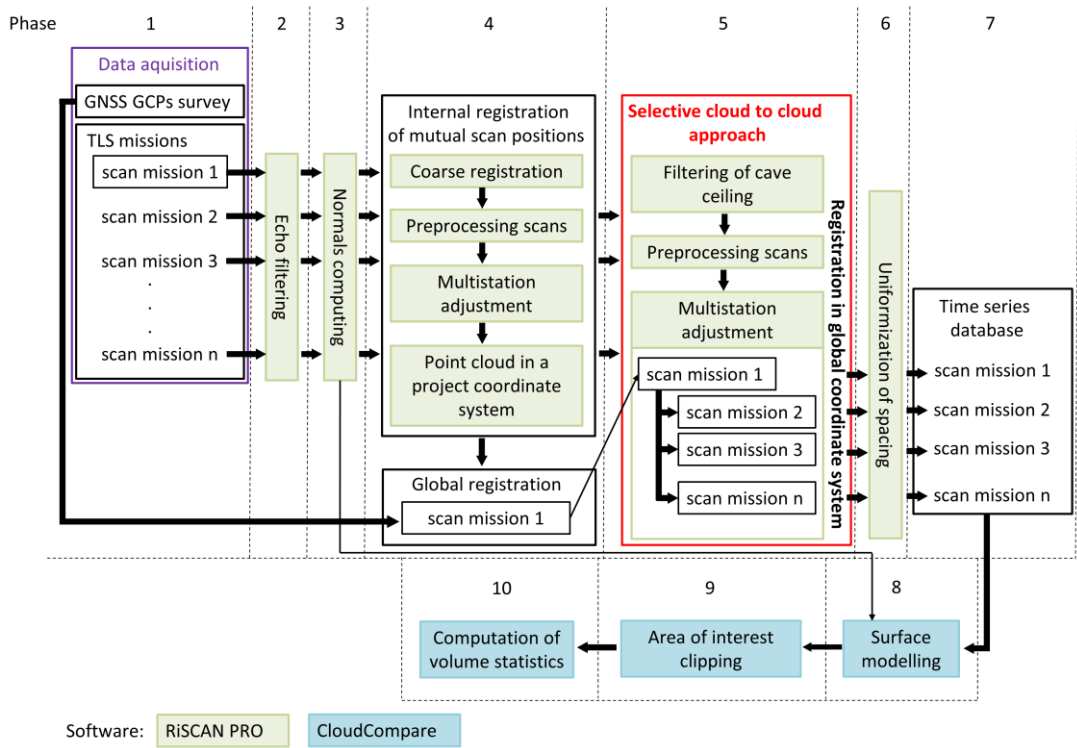 Phase
1
2
3
4
5
6
7
Data aquisition
GNSS GCPs survey
TLS missions
scan mission 1
scan mission 2
scan mission 3
.
.
.
scan mission n
Echo filtering
Normals computing
Internal registration
of mutual scan positions
Coarse registration
Preprocessing scans
Multistation
adjustment
Point cloud in a
project coordinate
system
Global registration
scan mission 1
Selective cloud to cloud
approach
Filtering of cave
ceiling
Preprocessing scans
Multistation
adjustment
scan mission 1
scan mission 2
scan mission 3
scan mission n
Registration in global coordinate system
Uniformization of spacing
Time series
database
scan mission 1
scan mission 2
scan mission 3
scan mission n
10
9
8
Computation of
volume statistics
Area of interest
clipping
Surface
modelling
Software:
RiSCAN PRO
CloudCompare